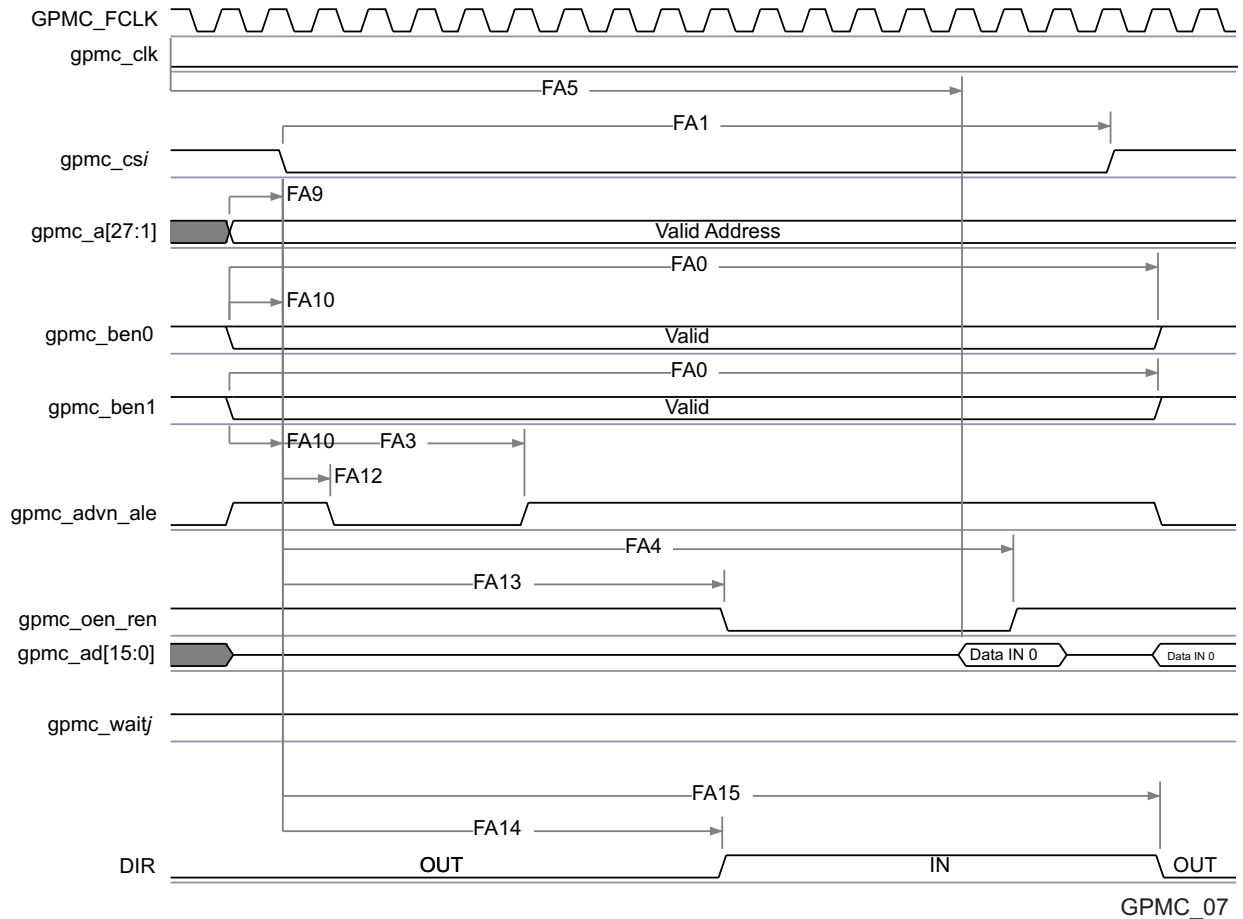 GPMC_FCLK
gpmc_clk
FA5
FA1
gpmc_csi
FA9
gpmc_a[27:1]
Valid Address
FA0
FA10
gpmc_ben0
Valid
FA0
gpmc_ben1
Valid
FA10
FA3
FA12
gpmc_advn_ale
FA4
FA13
gpmc_oen_ren
gpmc_ad[15:0]
Data IN 0
Data IN 0
gpmc_waitj
FA15
FA14
DIR
OUT
IN
OUT
GPMC_07